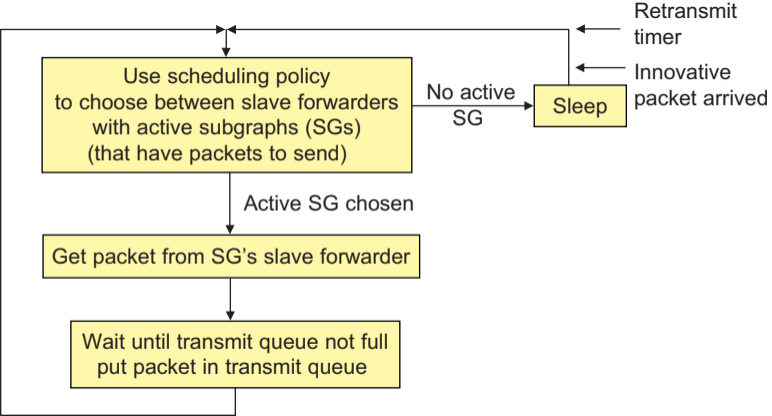 Retransmit
timer
Innovative
packet arrived
Use scheduling policy
to choose between slave forwarders
with active subgraphs (SGs)
(that have packets to send)
No active
SG
Sleep
Active SG chosen
Get packet from SG’s slave forwarder
Wait until transmit queue not full
put packet in transmit queue